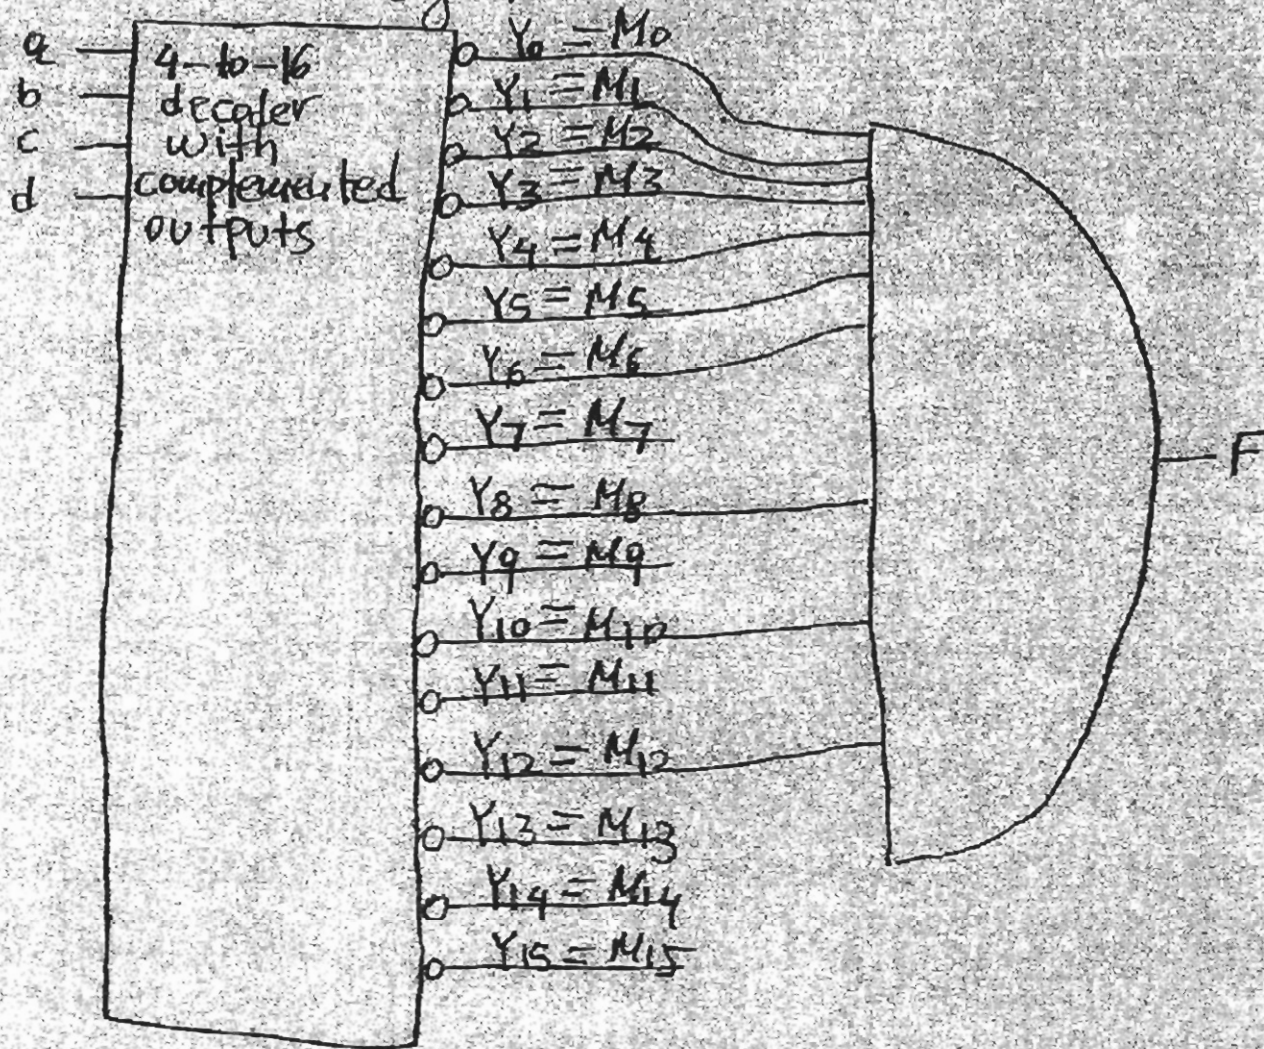 a
b
c
d
4-to-16
decoder
with
complemented
outputs
Y0 = M0
Y1 = M1
Y2 = M2
Y3 = M3
Y4 = M4
Y5 = M5
Y6 = M6
Y7 = M7
Y8 = M8
Y9 = M9
Y10 = M10
Y11 = M11
Y12 = M12
Y13 = M13
Y14 = M14
Y15 = M15
F